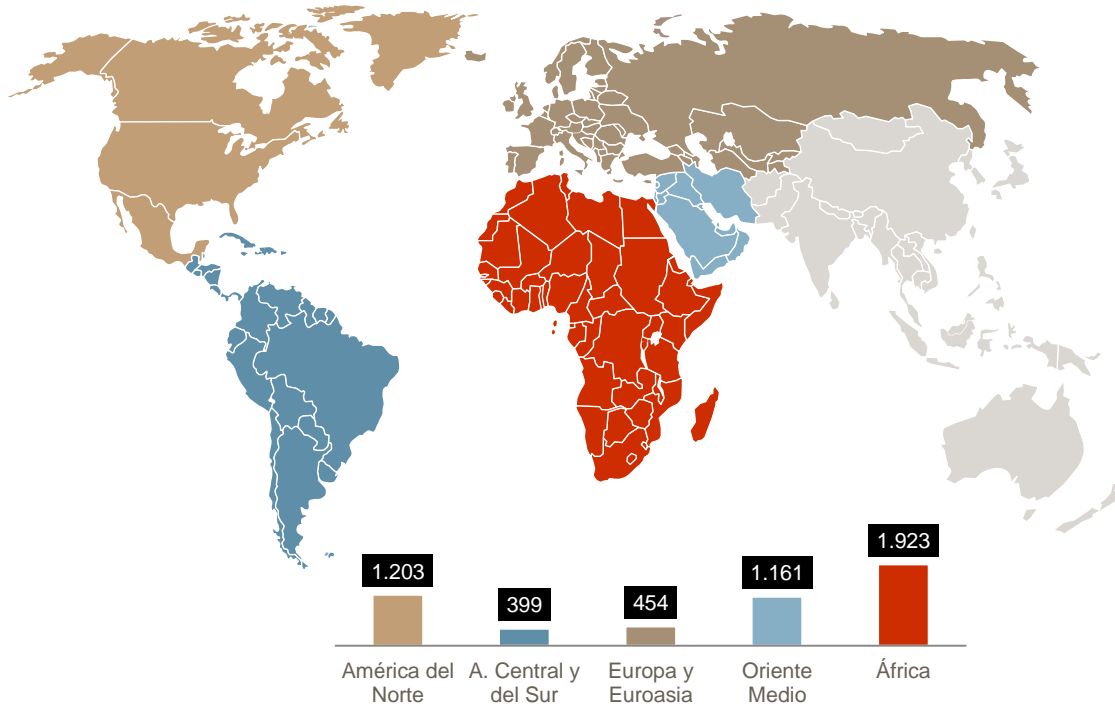 1.203
399
454
1.161
1.923
América del
Norte
A. Central y
del Sur
Europa y
Euroasia
Oriente
Medio
África